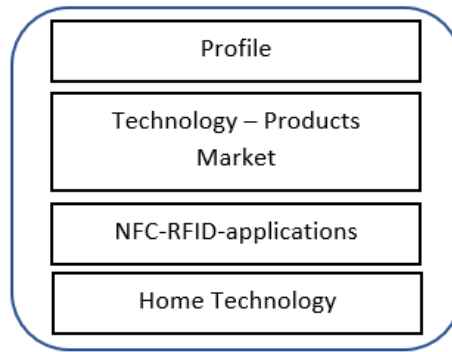 Profile
Technology – Products
Market
NFC-RFID-applications
Home Technology